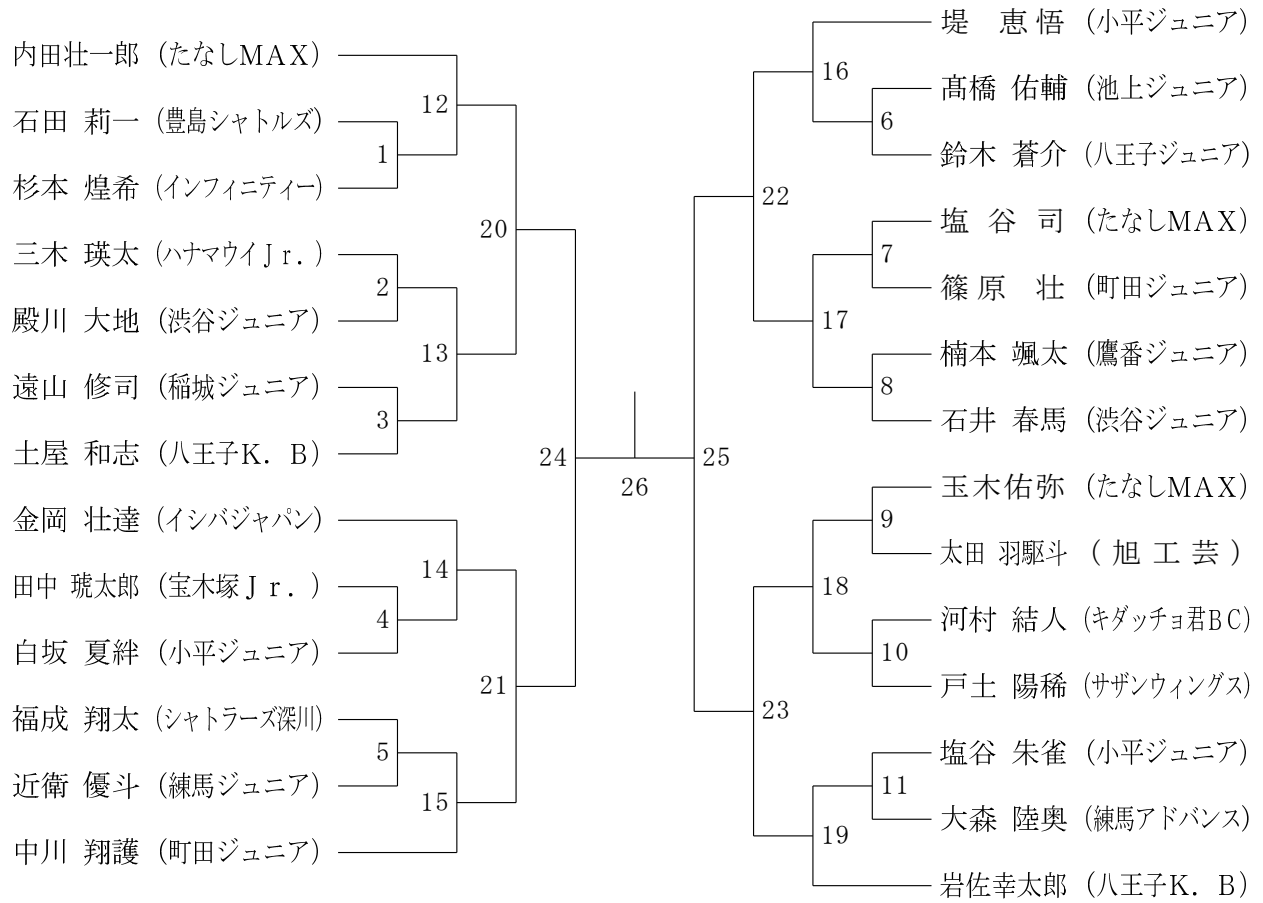 内田壮一郎 (たなしMAX)
石田 莉一 (豊島シャトルズ)
杉本 煌希 (インフィニティー)
三木 瑛太 (ハナマウイＪｒ．)
殿川 大地 (渋谷ジュニア)
遠山 修司 (稲城ジュニア)
土屋 和志 (八王子K．B)
金岡 壮達 (イシバジャパン)
田中 琥太郎 (宝木塚Ｊｒ．)
白坂 夏絆 (小平ジュニア)
福成 翔太 (シャトラーズ深川)
近衛 優斗 (練馬ジュニア)
中川 翔護 (町田ジュニア)
12
1
20
2
13
3
24
14
4
21
5
15
26
25
16
6
22
7
17
8
9
18
10
23
11
19
堤　恵悟 (小平ジュニア)
髙橋 佑輔 (池上ジュニア)
鈴木 蒼介 (八王子ジュニア)
塩 谷 司 (たなしMAX)
篠原　壮 (町田ジュニア)
楠本 颯太 (鷹番ジュニア)
石井 春馬 (渋谷ジュニア)
玉木佑弥 (たなしMAX)
太田 羽駆斗 (旭工芸)
河村 結人 (キダッチョ君BC)
戸土 陽稀 (サザンウィングス)
塩谷 朱雀 (小平ジュニア)
大森 陸奥 (練馬アドバンス)
岩佐幸太郎 (八王子K．B)